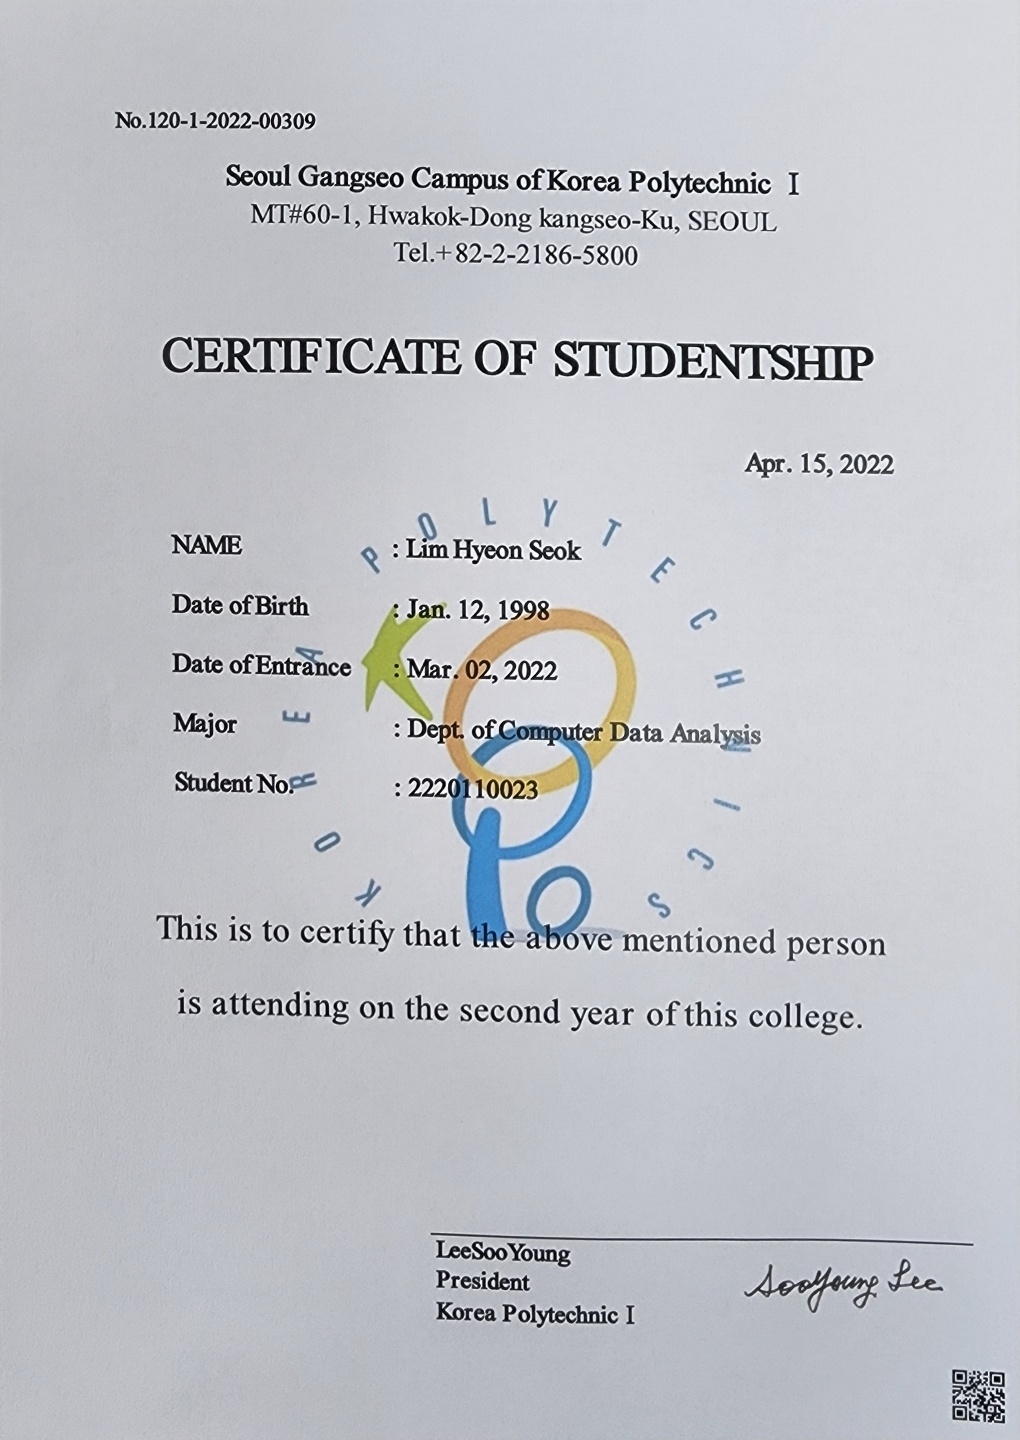 No.120-1-2022-00309
Seoul Gangseo Campus of Korea Polytechnic Ⅰ
MT#60-1, Hwakok-Dong kangseo-Ku, SEOUL
Tel.+82-2-2186-5800
CERTIFICATE OF STUDENTSHIP
Apr. 15, 2022
KOREA POLYTECHNICS
NAME : Lim Hyeon Seok
Date of Birth : Jan. 12, 1998
Date of Entrance : Mar. 02, 2022
Major : Dept. of Computer Data Analysis
Student No. : 2220110023
This is to certify that the above mentioned person
is attending on the second year of this college.
LeeSooYoung
President
Korea Polytechnic Ⅰ
SooYoung Lee